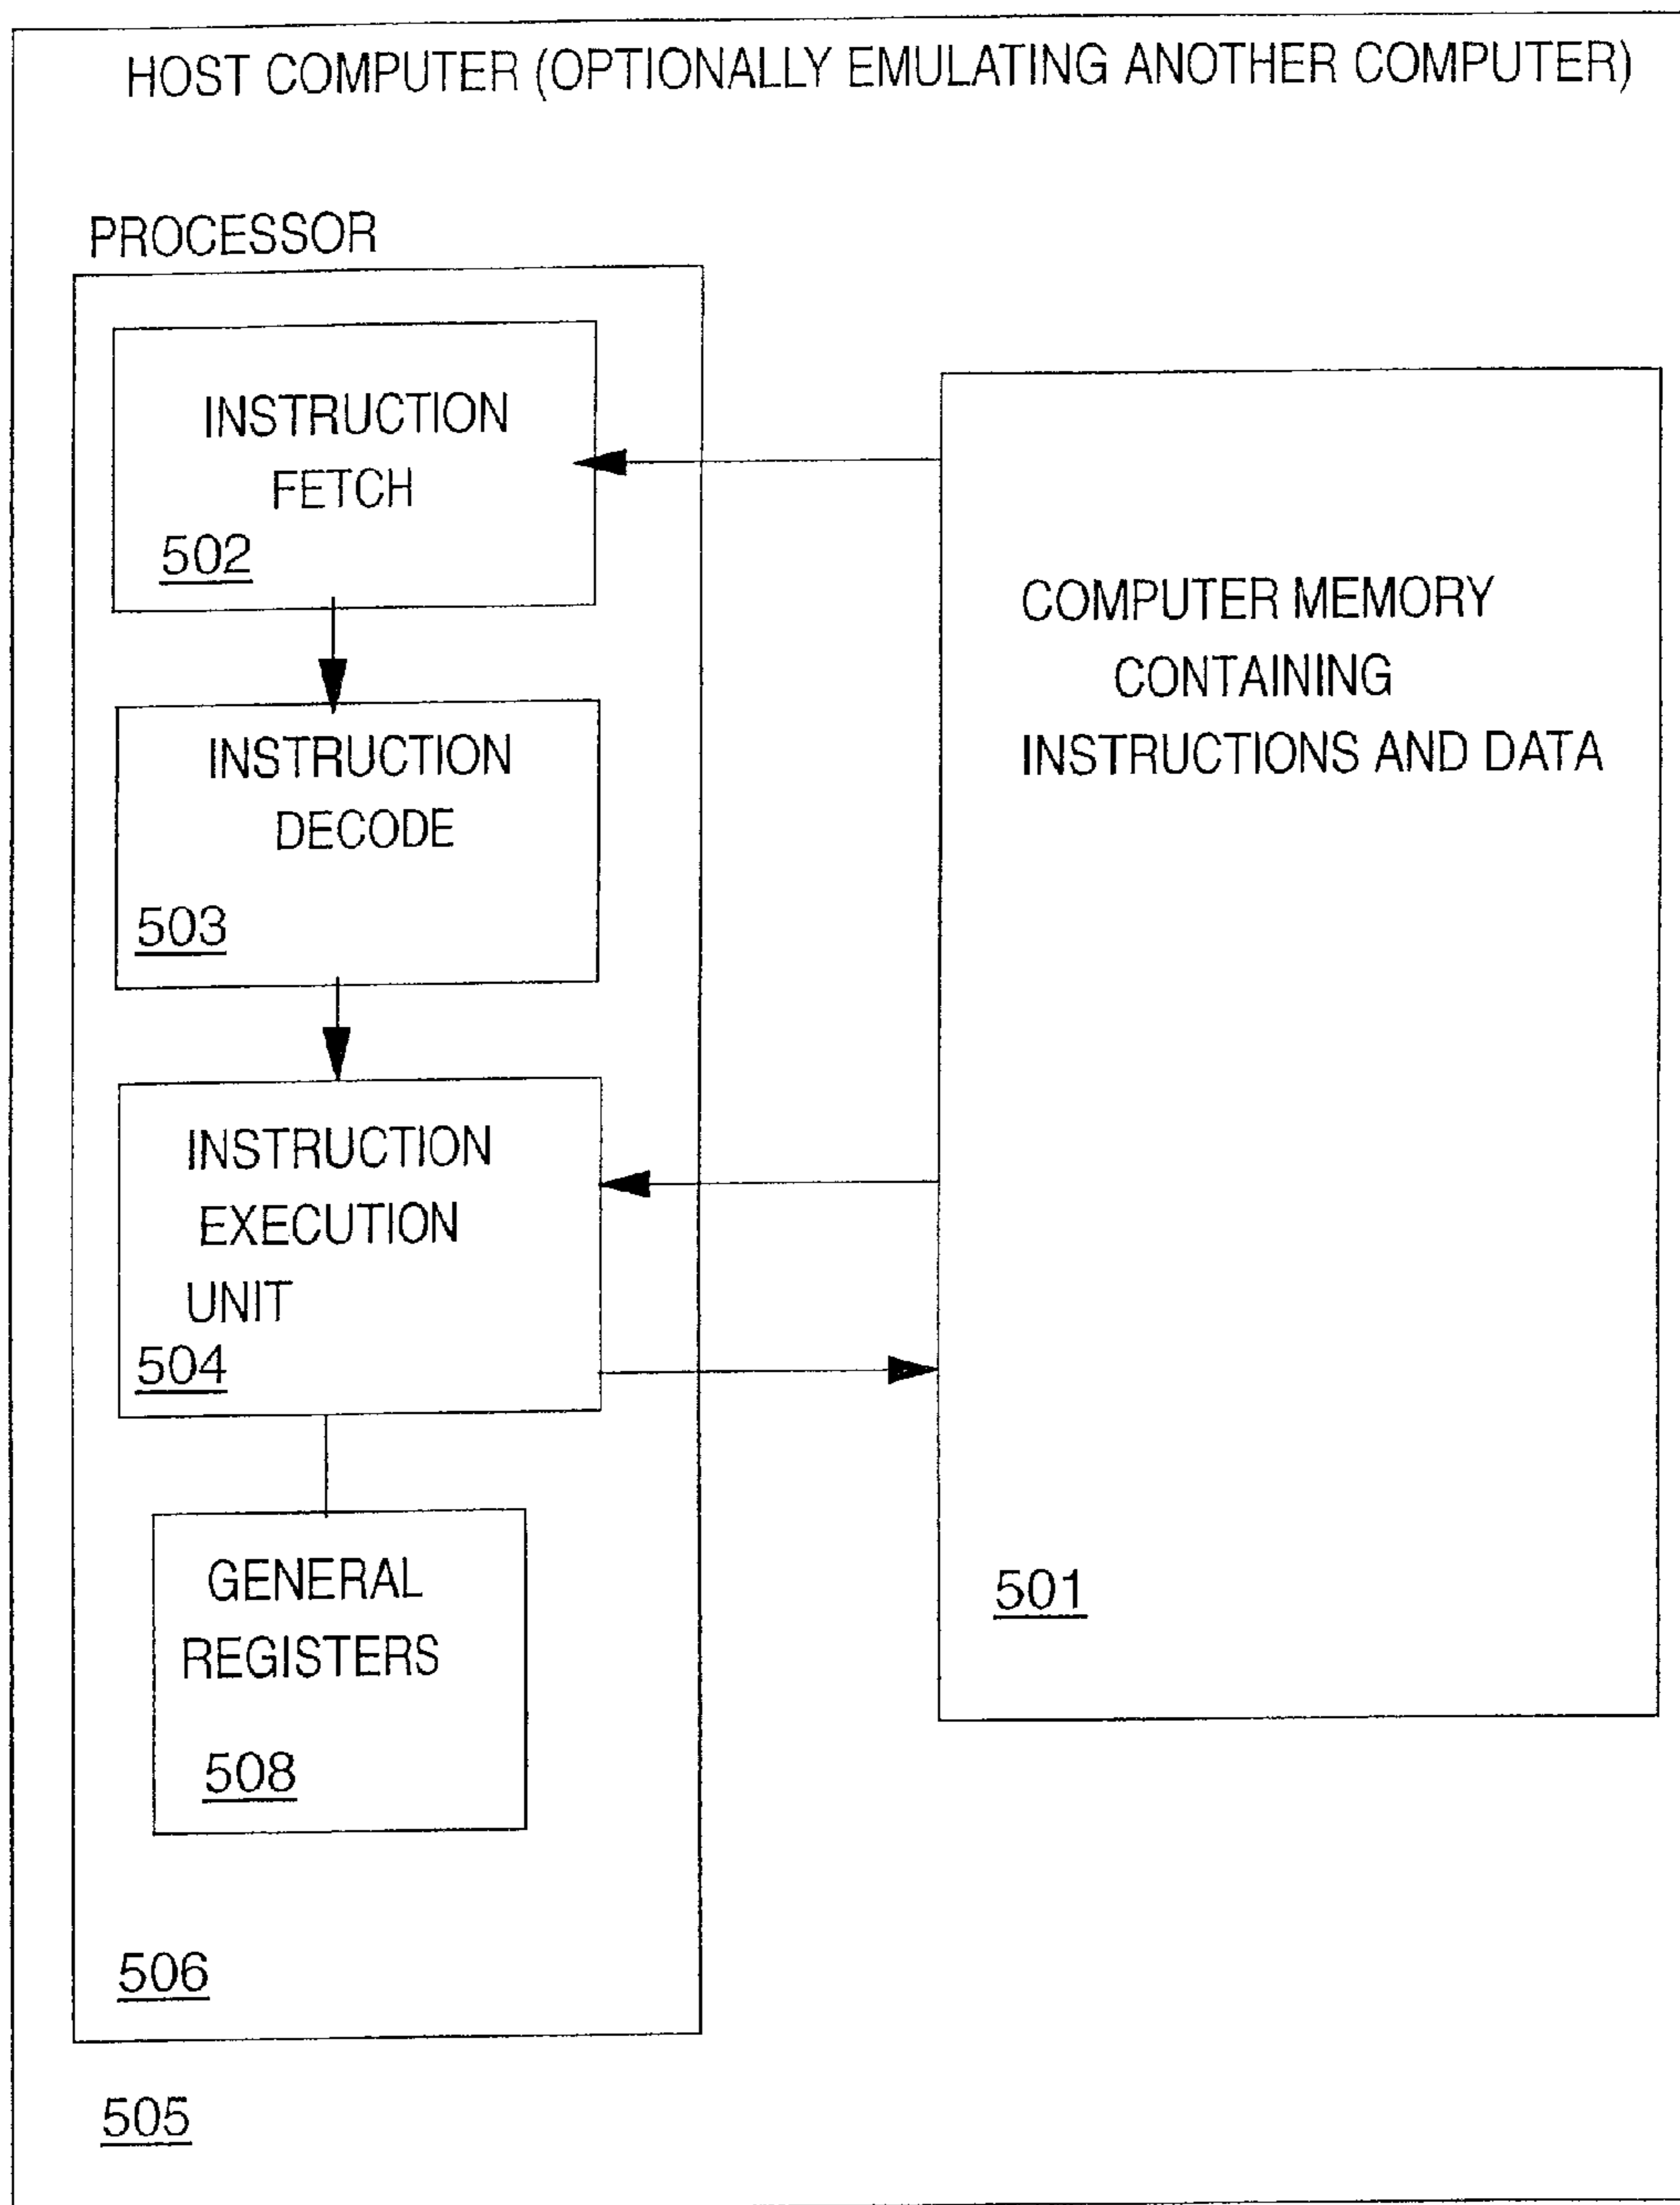 HOST COMPUTER (OPTIONALLY EMULATING ANOTHER COMPUTER)
PROCESSOR
INSTRUCTION
FETCH
502
INSTRUCTION
DECODE
503
INSTRUCTION
EXECUTION
UNIT
504
GENERAL
REGISTERS
508
506
COMPUTER MEMORY
CONTAINING
INSTRUCTIONS AND DATA
501
505